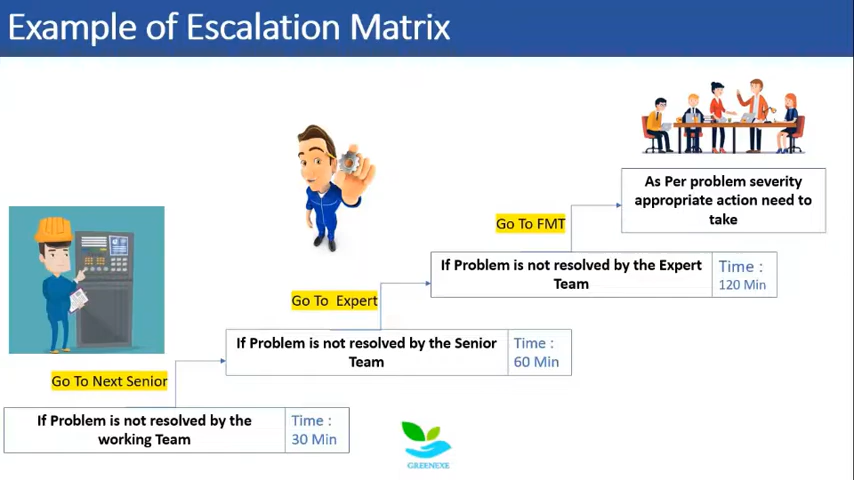 Example of Escalation Matrix
As Per problem severity
appropriate action need to
take
Go To FMT
If Problem is not resolved by the Expert
Team
Time :
120 Min
Go To Expert
If Problem is not resolved by the Senior
Team
Time :
60 Min
Go To Next Senior
If Problem is not resolved by the
working Team
Time :
30 Min
GREENEXE